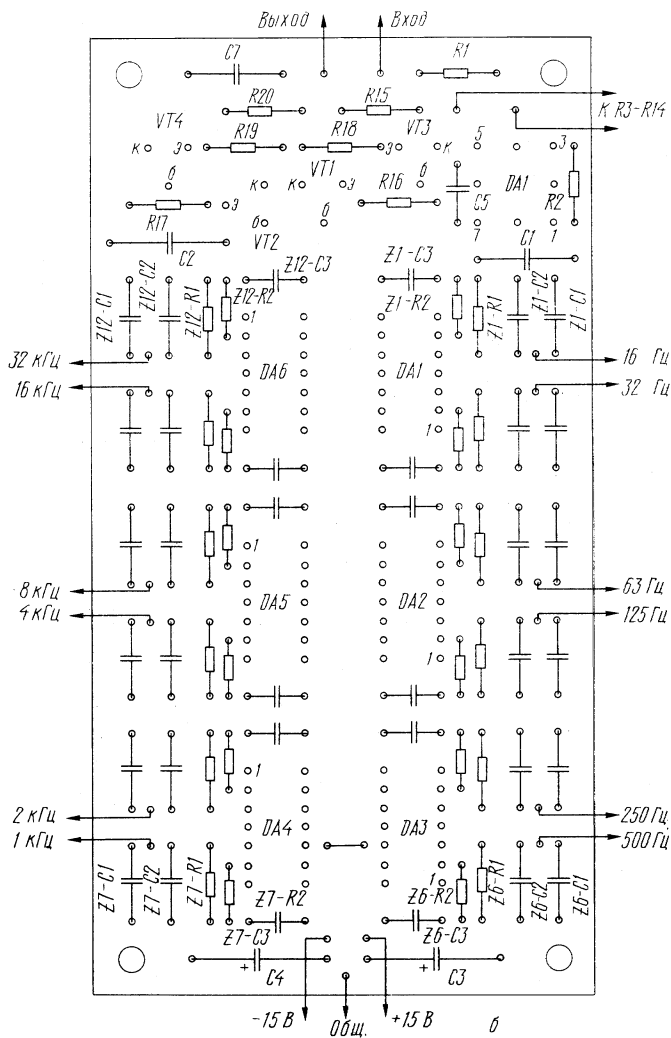 Выход Вход
C7 R1
R20 R15 К R3-R14
VT4 R19 R18 VT3 К 5 3
К Э Э DA1
VT1
б К К Э R16 б C5 R2
Э
R17 б VT2 б 7 1
C2 C1
Z12-C3 Z1-C3
Z12-C1 Z12-C2 Z12-R1 Z12-R2 Z1-R2 Z1-R1 Z1-C2 Z1-C1
1
32 кГц DA6 DA1 16 Гц
16 кГц 32 Гц
1
1
8 кГц DA5 DA2 63 Гц
4 кГц 125 Гц
1
1
2 кГц DA4 DA3 250 Гц
1 кГц 500 Гц
1
Z7-C1 Z7-C2 Z7-R1 Z7-R2 Z6-R2 Z6-R1 Z6-C2 Z6-C1
Z7-C3 Z6-C3
+ C4 + C3
-15 В Общ. +15 В б